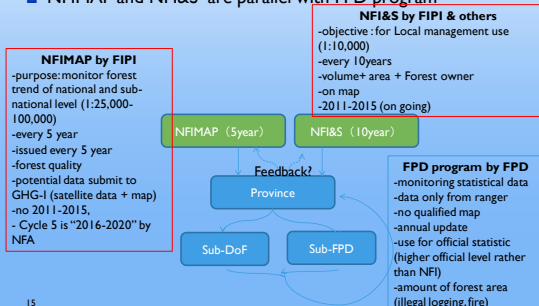 NFIMAP and NFI&S are parallel with FPD program
NFI&S by FIPI & others
-objective : for Local management use
(1:10,000)
-every 10years
-volume+ area + Forest owner
-on map
-2011-2015 (on going)
NFIMAP by FIPI
-purpose:monitor forest
trend of national and sub-
national level (1:25,000-
100,000)
-every 5 year
-issued every 5 year
-forest quality
-potential data submit to
GHG-I (satellite data + map)
-no 2011-2015,
- Cycle 5 is "2016-2020" by
NFA
NFIMAP (5year)
NFI&S (10year)
Feedback?
Province
Sub-DoF
Sub-FPD
FPD program by FPD
-monitoring statistical data
-data only from ranger
-no qualified map
-annual update
-use for official statistic
(higher official level rather
than NFI)
-amount of forest area
(illegal logging, fire)
15